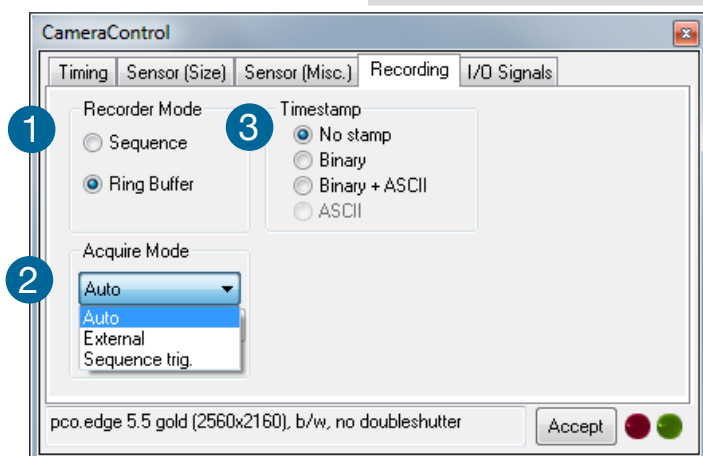 CameraControl
Timing Sensor (Size) Sensor (Misc.) Recording I/O Signals
1
Recorder Mode
Sequence
Ring Buffer
3
Timestamp
No stamp
Binary
Binary + ASCII
ASCII
2
Acquire Mode
Auto
Auto
External
Sequence trig.
pco.edge 5.5 gold (2560x2160), b/w, no doubleshutter
Accept